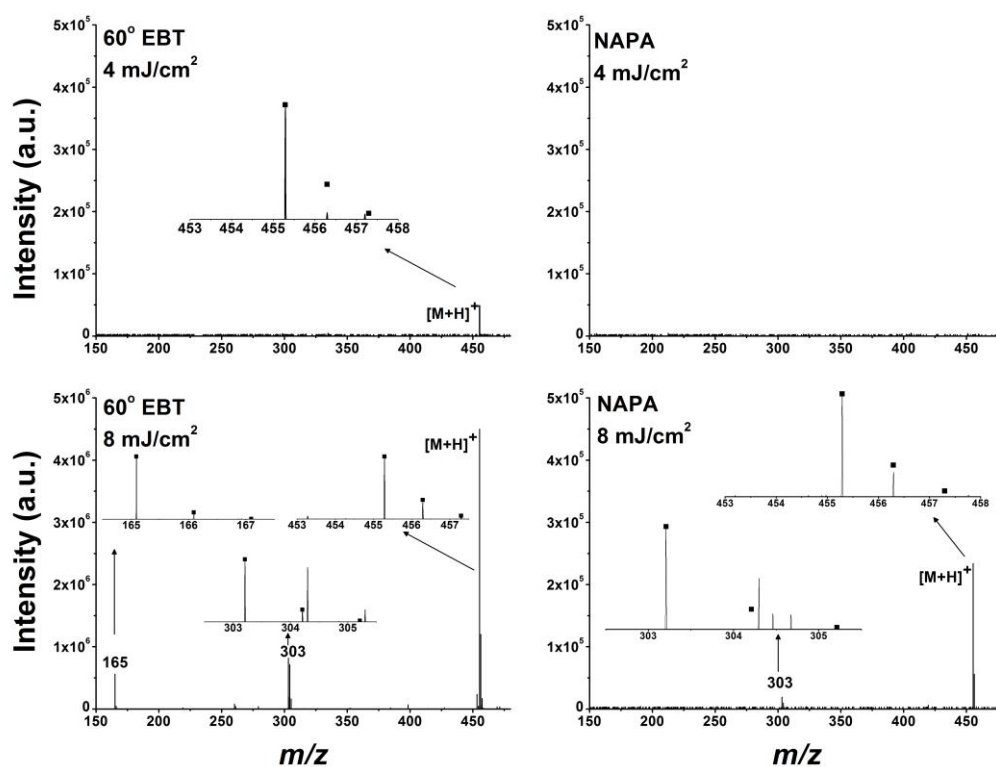 60° EBT
4 mJ/cm²
Intensity (a.u.)
5x10⁵
4x10⁵
3x10⁵
2x10⁵
1x10⁵
0
453 454 455 456 457 458
[M+H]⁺
150 200 250 300 350 400 450
NAPA
4 mJ/cm²
5x10⁵
4x10⁵
3x10⁵
2x10⁵
1x10⁵
0
150 200 250 300 350 400 450
60° EBT
8 mJ/cm²
Intensity (a.u.)
5x10⁶
4x10⁶
3x10⁶
2x10⁶
1x10⁶
0
[M+H]⁺
165 166 167
453 454 455 456 457
303 304 305
165
303
150 200 250 300 350 400 450
m/z
NAPA
8 mJ/cm²
5x10⁵
4x10⁵
3x10⁵
2x10⁵
1x10⁵
0
453 454 455 456 457 458
[M+H]⁺
303 304 305
303
150 200 250 300 350 400 450
m/z